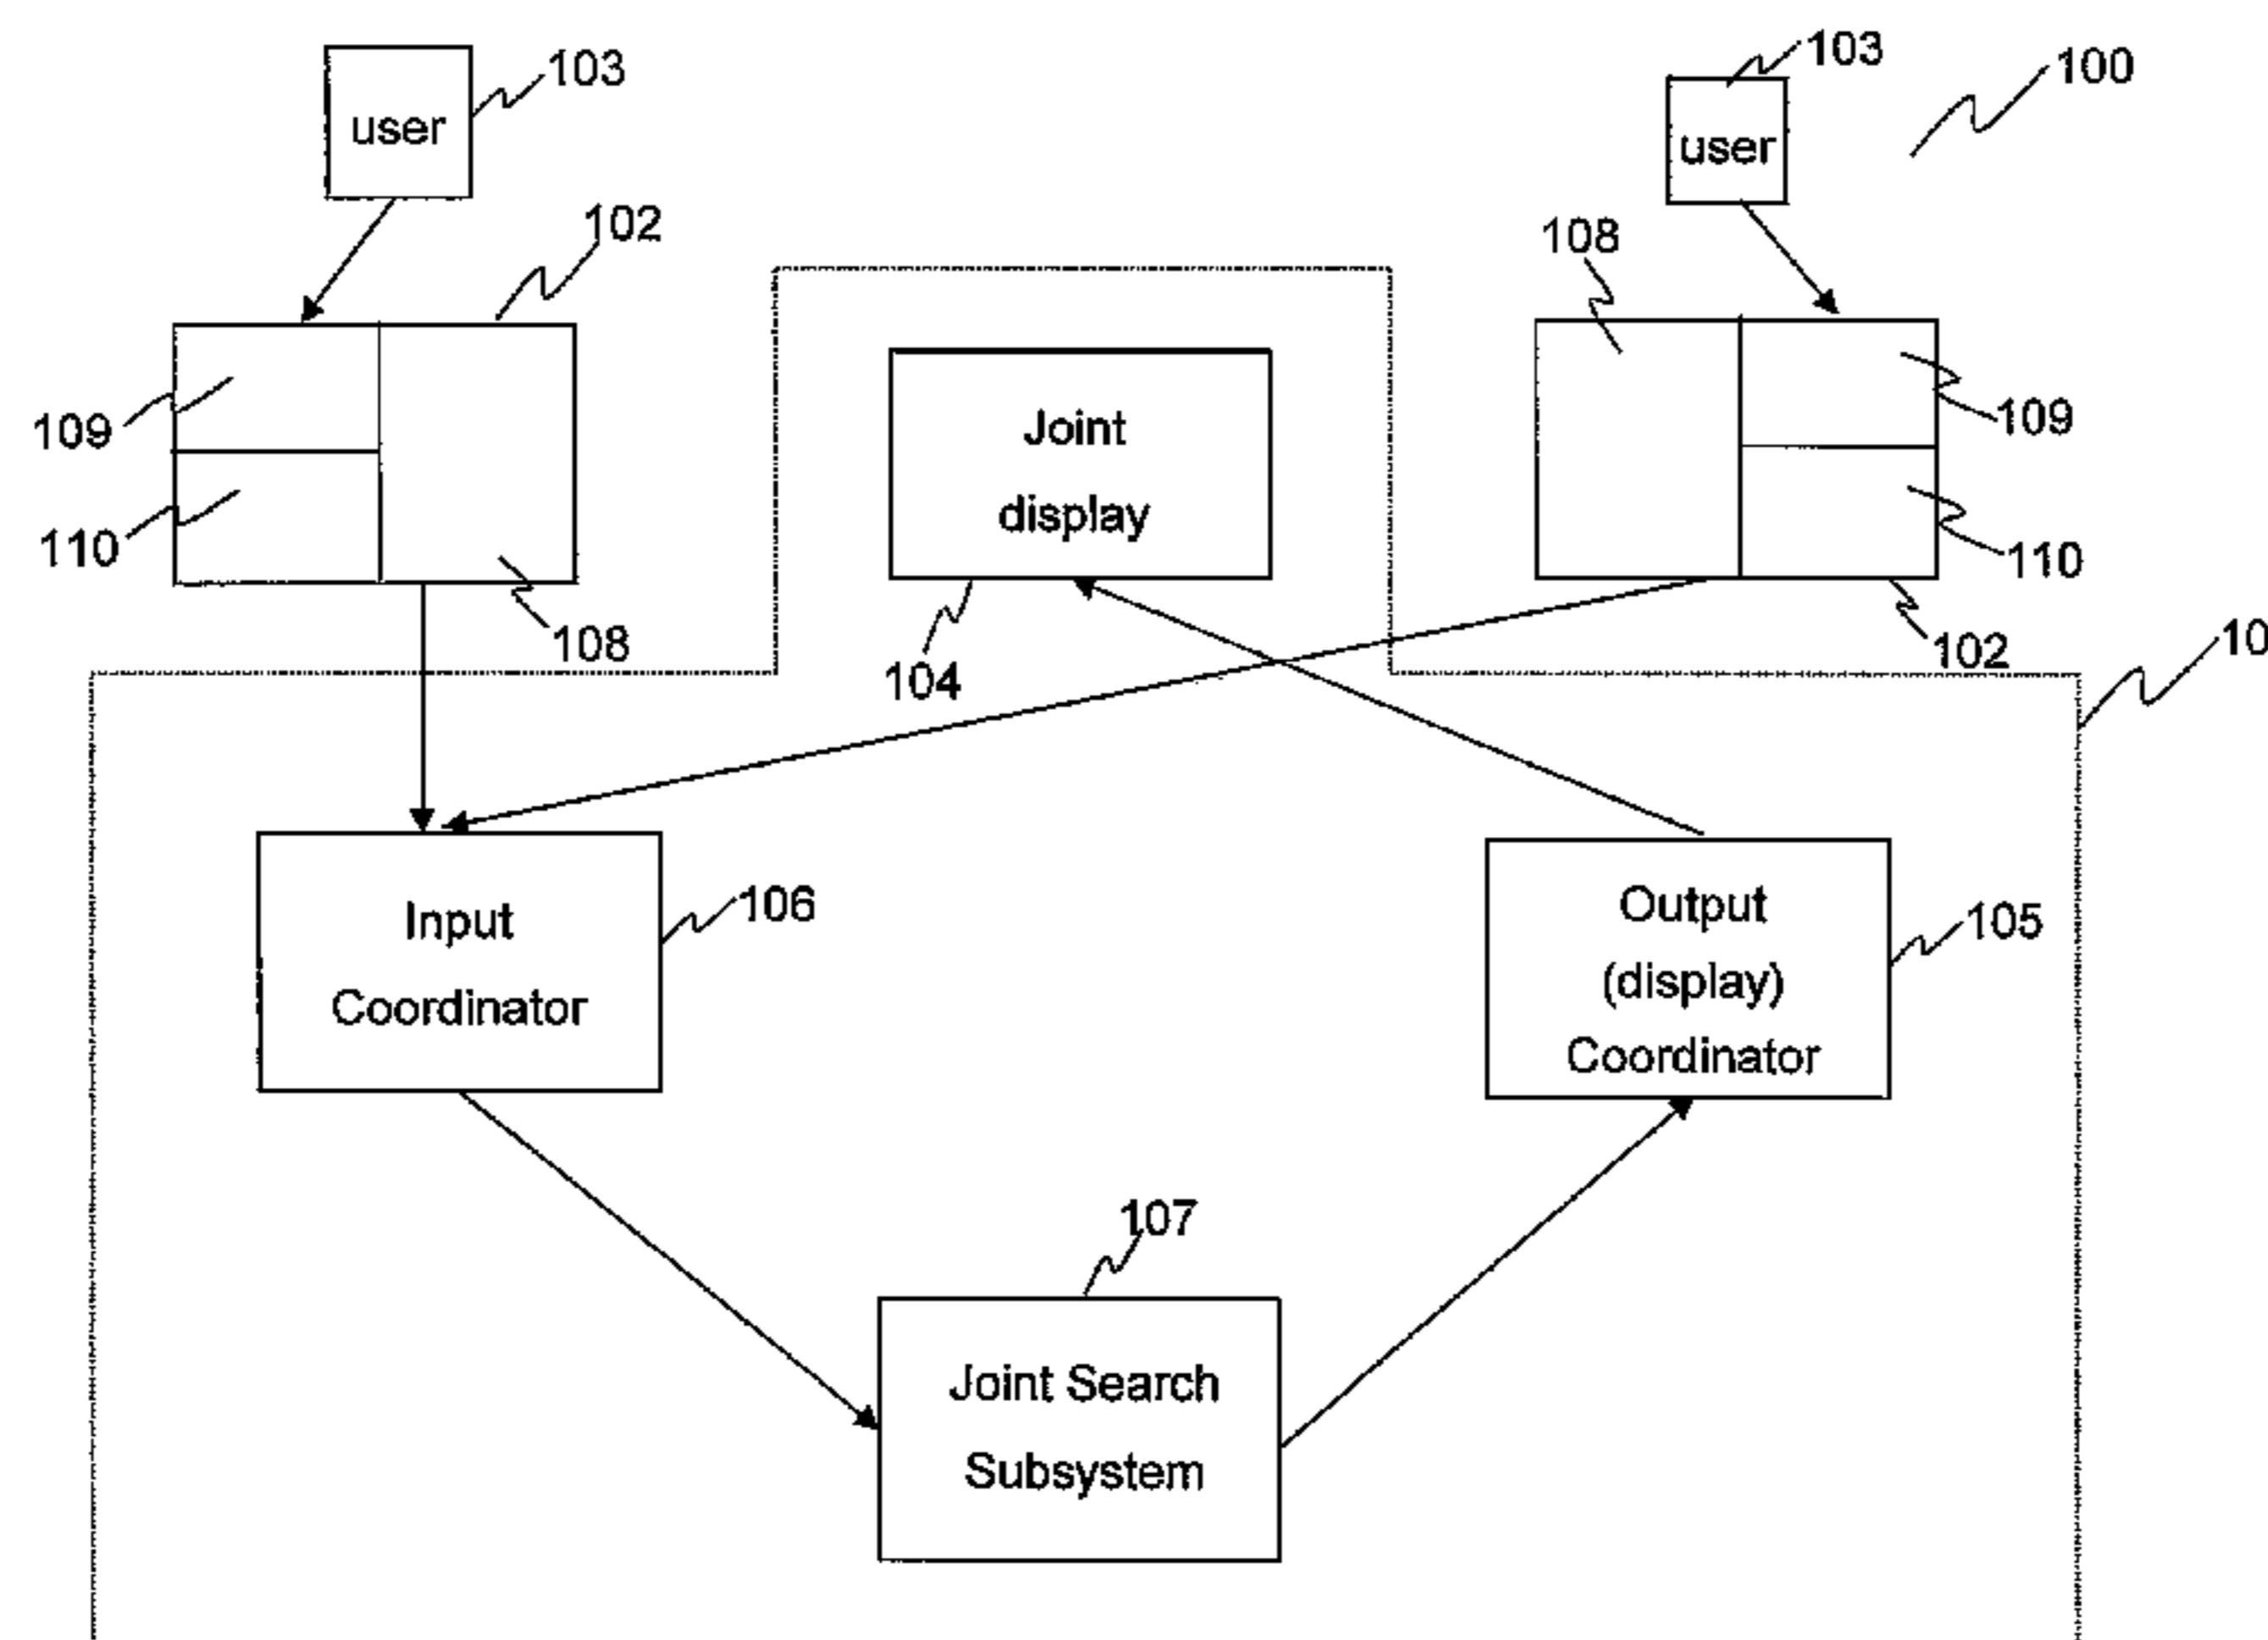 103
user
103
user
100
102
108
109
110
108
Joint
display
104
109
110
102
10
Input
Coordinator
106
Output
(display)
Coordinator
105
107
Joint Search
Subsystem